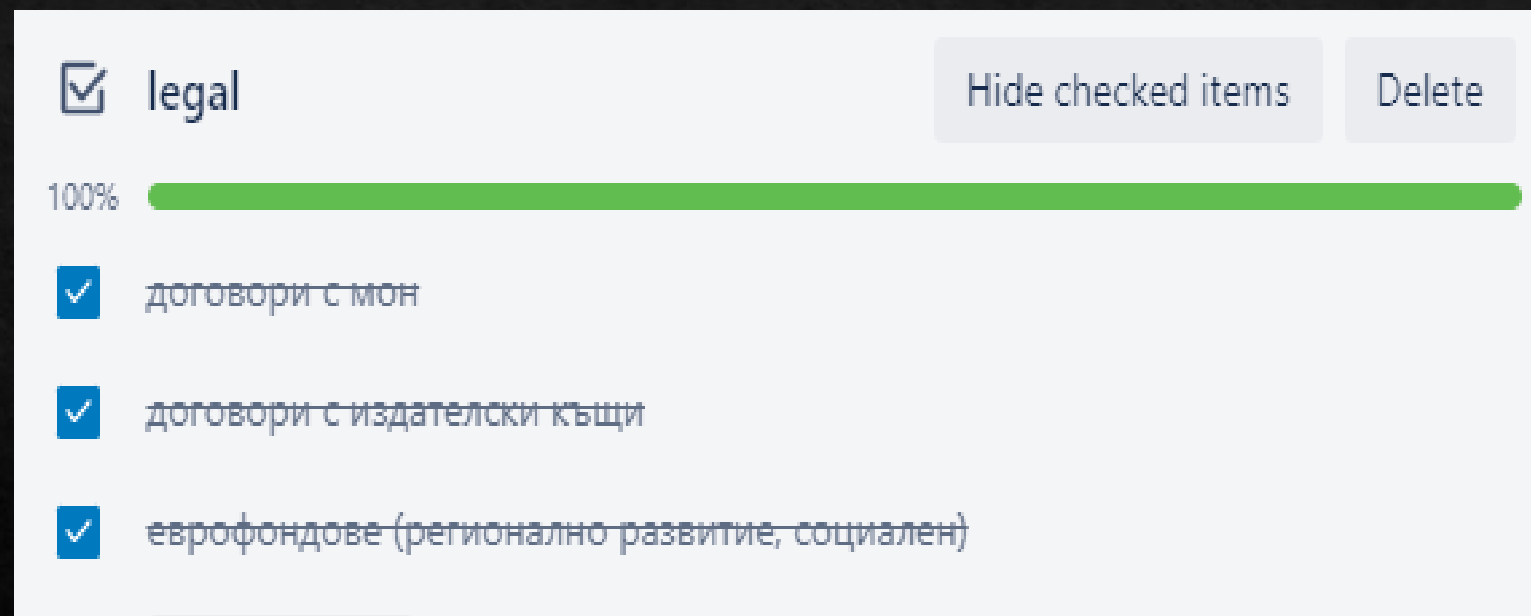 legal
Hide checked items
Delete
100%
договори с мон
договори с издателски къщи
еврофондове (регионално развитие, социален)